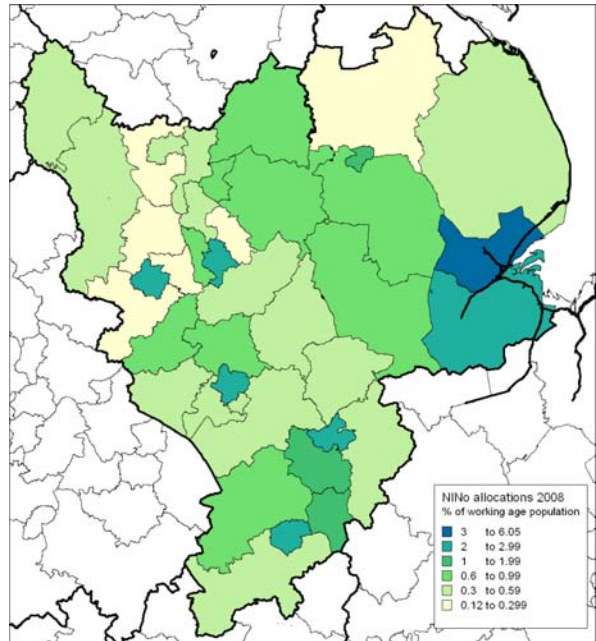 NINo allocations 2008
% of working age population
3 to 6.05
2 to 2.99
1 to 1.99
0.6 to 0.99
0.3 to 0.59
0.12 to 0.299